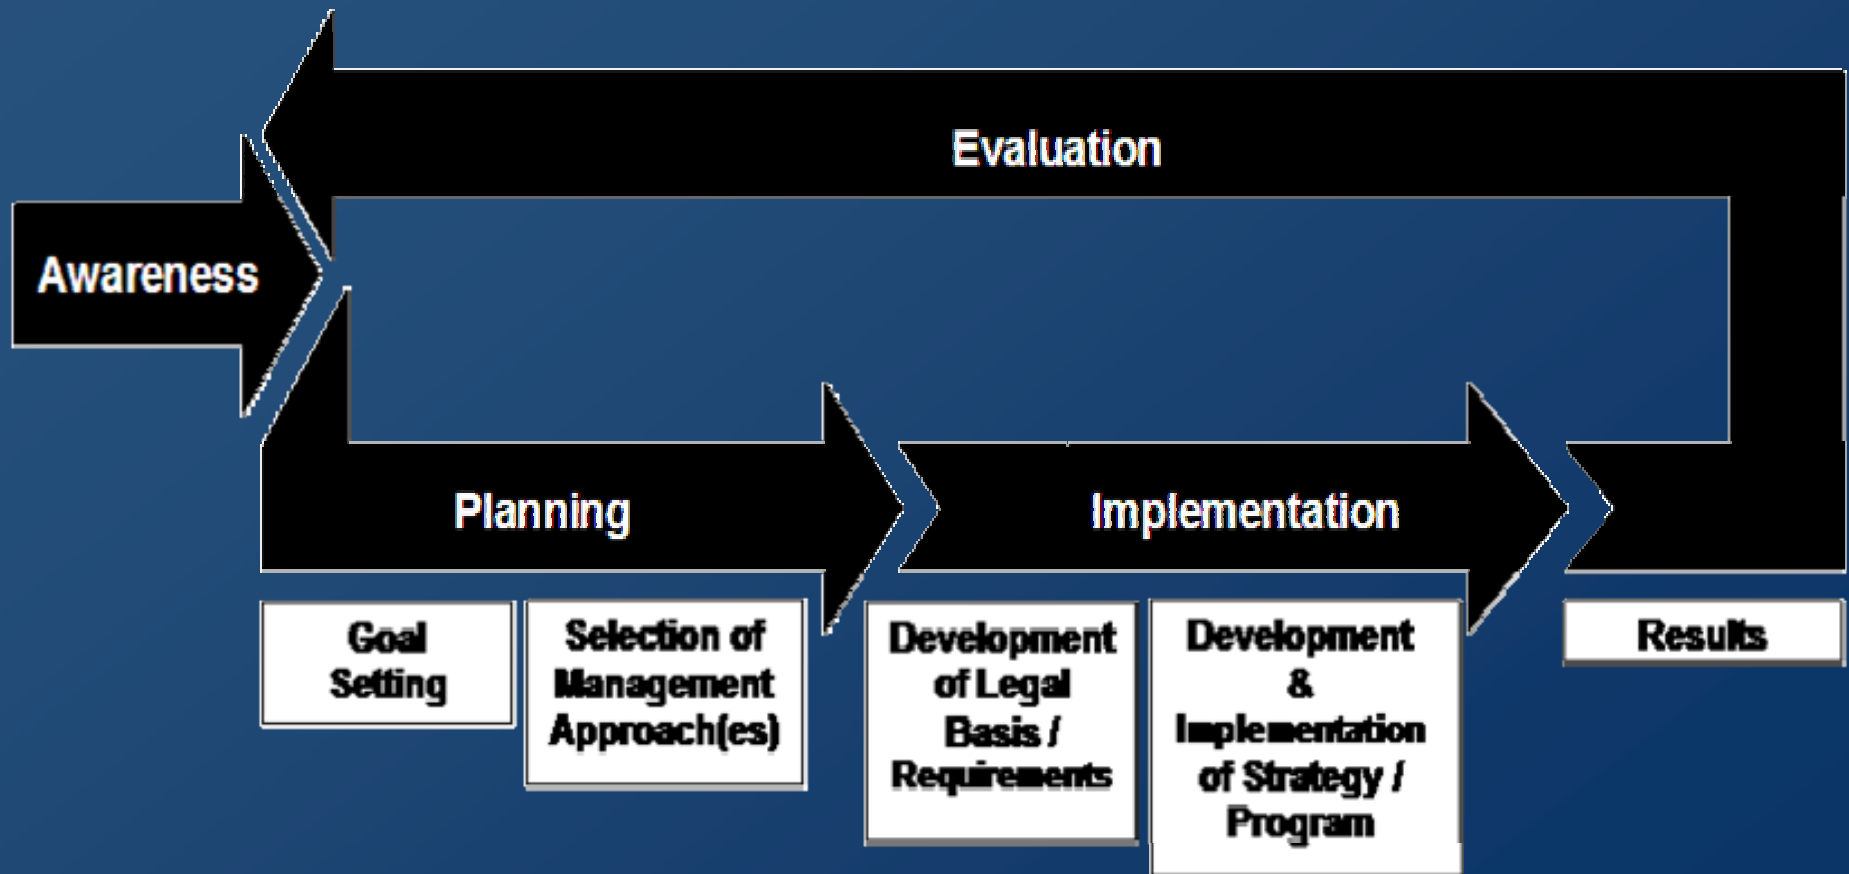 Evaluation
Awareness
Planning
Implementation
Goal
Setting
Selection of
Management
Approach(es)
Development
of Legal
Basis /
Requirements
Development
&
Implementation
of Strategy /
Program
Results